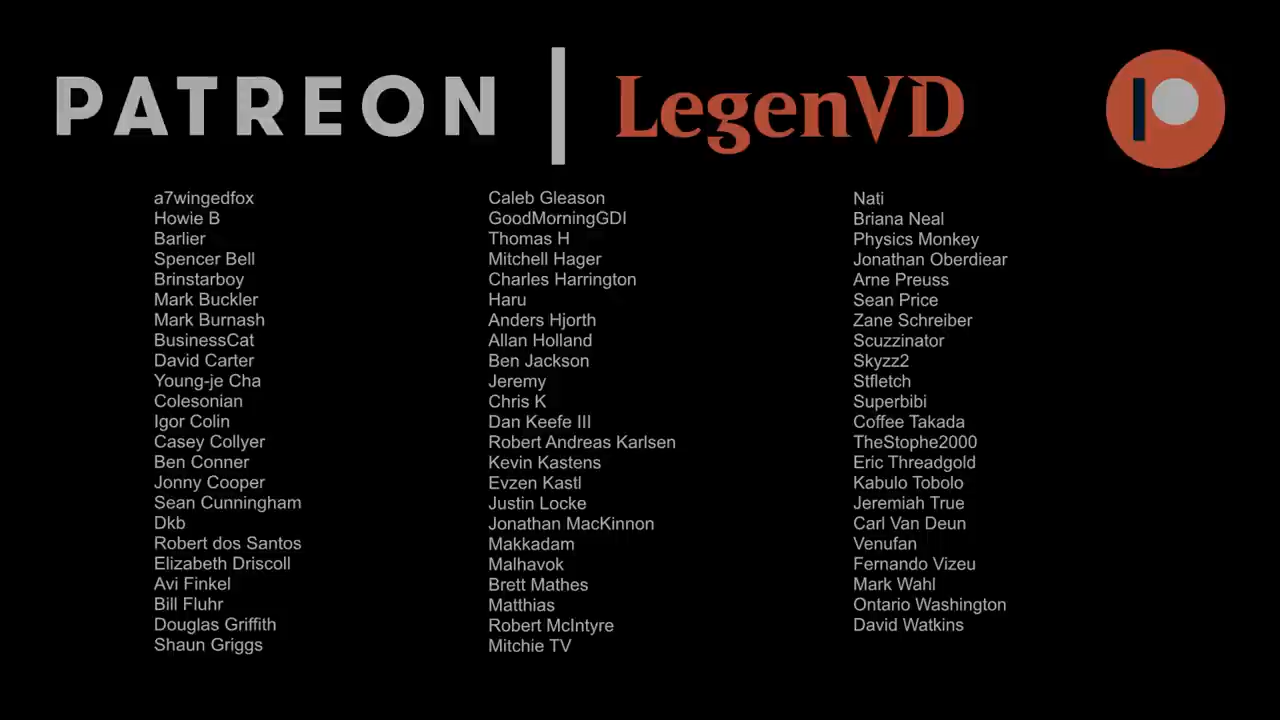 PATREON | LegenVD
a7wingedfox
Howie B
Barlier
Spencer Bell
Brinstarboy
Mark Buckler
Mark Burnash
BusinessCat
David Carter
Young-je Cha
Colesonian
Igor Colin
Casey Collyer
Ben Conner
Jonny Cooper
Sean Cunningham
Dkb
Robert dos Santos
Elizabeth Driscoll
Avi Finkel
Bill Fluhr
Douglas Griffith
Shaun Griggs
Caleb Gleason
GoodMorningGDI
Thomas H
Mitchell Hager
Charles Harrington
Haru
Anders Hjorth
Allan Holland
Ben Jackson
Jeremy
Chris K
Dan Keefe III
Robert Andreas Karlsen
Kevin Kastens
Evzen Kastl
Justin Locke
Jonathan MacKinnon
Makkadam
Malhavok
Brett Mathes
Matthias
Robert McIntyre
Mitchie TV
Nati
Briana Neal
Physics Monkey
Jonathan Oberdiear
Arne Preuss
Sean Price
Zane Schreiber
Scuzzinator
Skyzz2
Stfletch
Superbibi
Coffee Takada
TheStophe2000
Eric Threadgold
Kabulo Tobolo
Jeremiah True
Carl Van Deun
Venufan
Fernando Vizeu
Mark Wahl
Ontario Washington
David Watkins